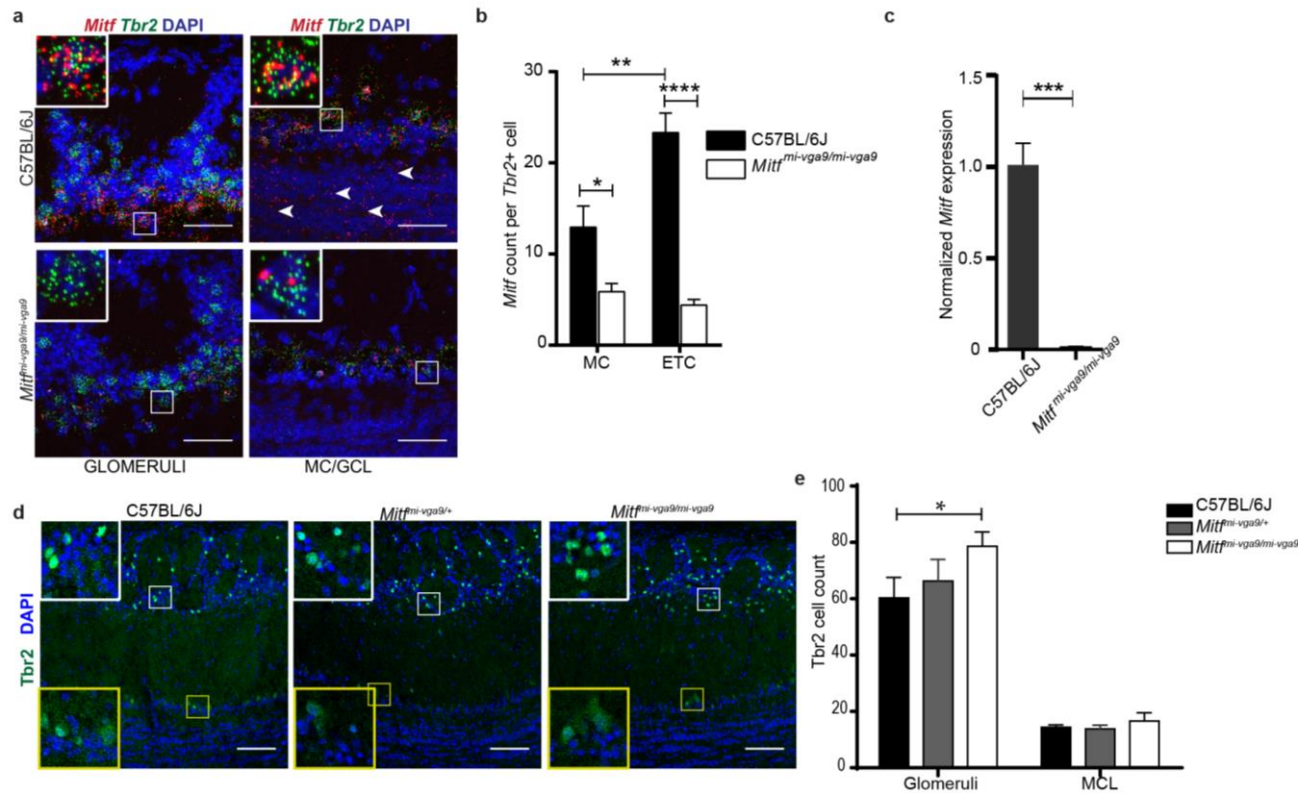 a
Mitf Tbr2 DAPI
Mitf Tbr2 DAPI
C57BL/6J
Mitf mi-vga9/mi-vga9
GLOMERULI
MC/GCL
b
30
20
10
0
Mitf count per Tbr2+ cell
**
****
*
MC
ETC
C57BL/6J
Mitf mi-vga9/mi-vga9
c
1.5
1.0
0.5
0
Normalized Mitf expression
***
C57BL/6J
Mitf mi-vga9/mi-vga9
d
C57BL/6J
Mitf mi-vga9/+
Mitf mi-vga9/mi-vga9
Tbr2 DAPI
e
100
80
60
40
20
0
Tbr2 cell count
*
Glomeruli
MCL
C57BL/6J
Mitf mi-vga9/+
Mitf mi-vga9/mi-vga9